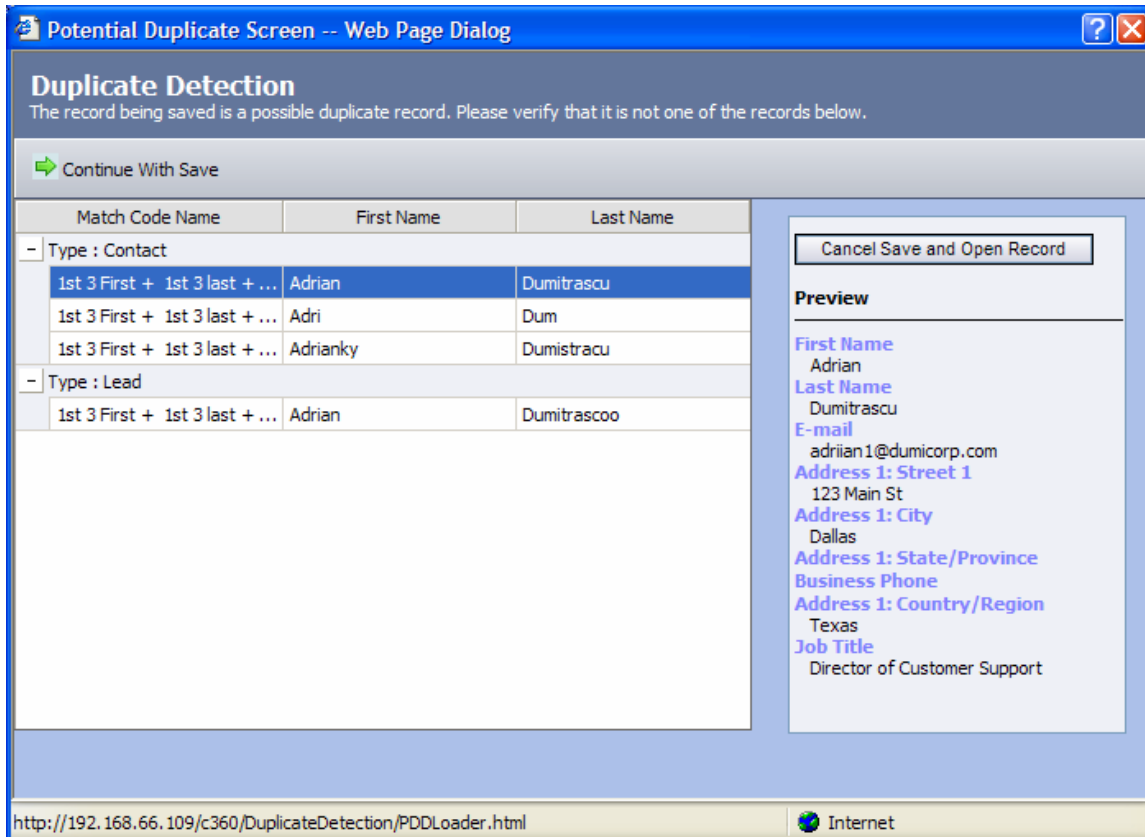 Potential Duplicate Screen -- Web Page Dialog
Duplicate Detection
The record being saved is a possible duplicate record. Please verify that it is not one of the records below.
Continue With Save
Match Code Name First Name Last Name
- Type : Contact
1st 3 First + 1st 3 last + ... Adrian Dumitrascu
1st 3 First + 1st 3 last + ... Adri Dum
1st 3 First + 1st 3 last + ... Adrianky Dumistracu
- Type : Lead
1st 3 First + 1st 3 last + ... Adrian Dumitrascoo
Cancel Save and Open Record
Preview
First Name
Adrian
Last Name
Dumitrascu
E-mail
adriian1@dumicorp.com
Address 1: Street 1
123 Main St
Address 1: City
Dallas
Address 1: State/Province
Business Phone
Address 1: Country/Region
Texas
Job Title
Director of Customer Support
http://192.168.66.109/c360/DuplicateDetection/PDDLoader.html Internet